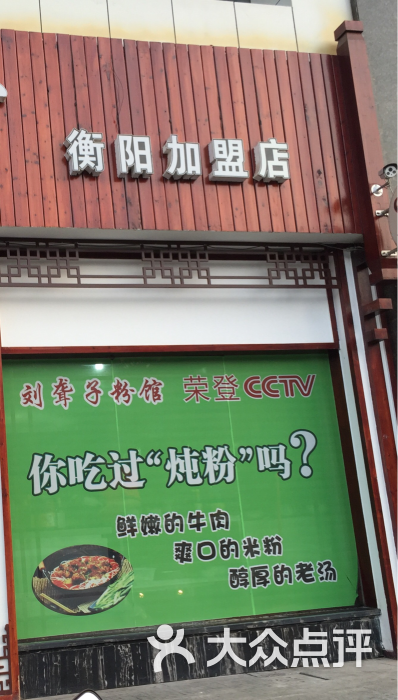 衡阳加盟店
刘聋子粉馆 荣登CCTV
你吃过“炖粉”吗？
鲜嫩的牛肉
爽口的米粉
醇厚的老汤
大众点评